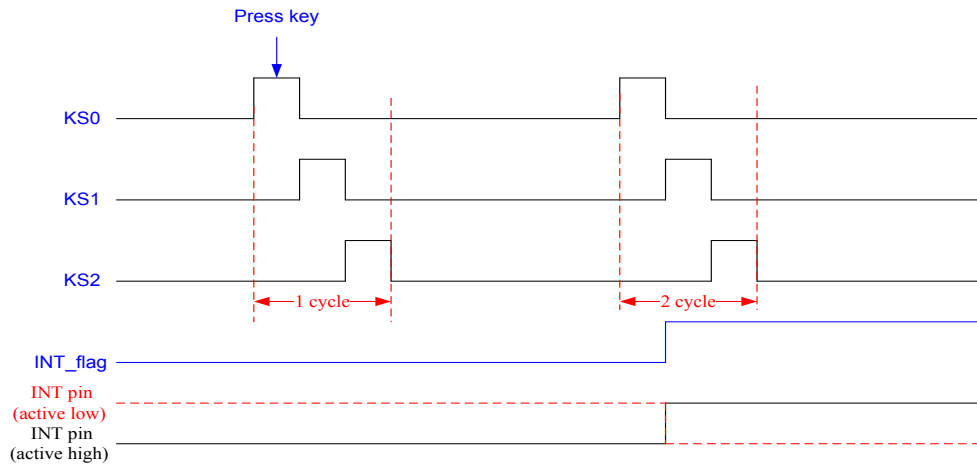 Press key
KS0
KS1
KS2
1 cycle
2 cycle
INT_flag
INT pin
(active low)
INT pin
(active high)